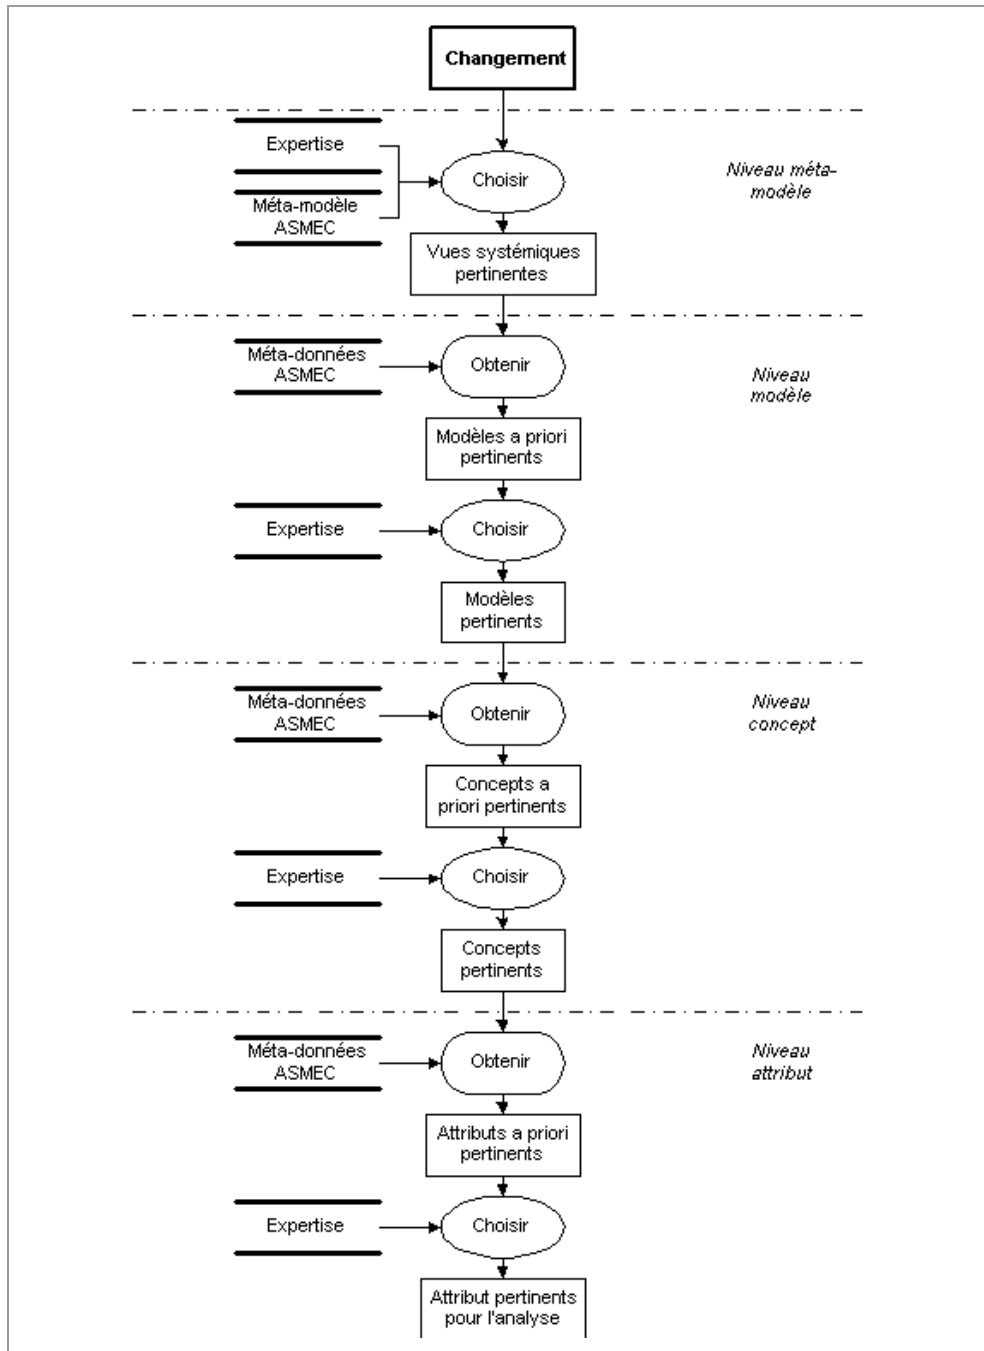 Changement
Expertise
Choisir
Niveau méta-
modèle
Méta-modèle
ASMEC
Vues systémiques
pertinentes
Méta-données
ASMEC
Obtenir
Niveau
modèle
Modèles a priori
pertinents
Expertise
Choisir
Modèles
pertinents
Méta-données
ASMEC
Obtenir
Niveau
concept
Concepts a
priori pertinents
Expertise
Choisir
Concepts
pertinents
Méta-données
ASMEC
Obtenir
Niveau
attribut
Attributs a priori
pertinents
Expertise
Choisir
Attribut pertinents
pour l'analyse